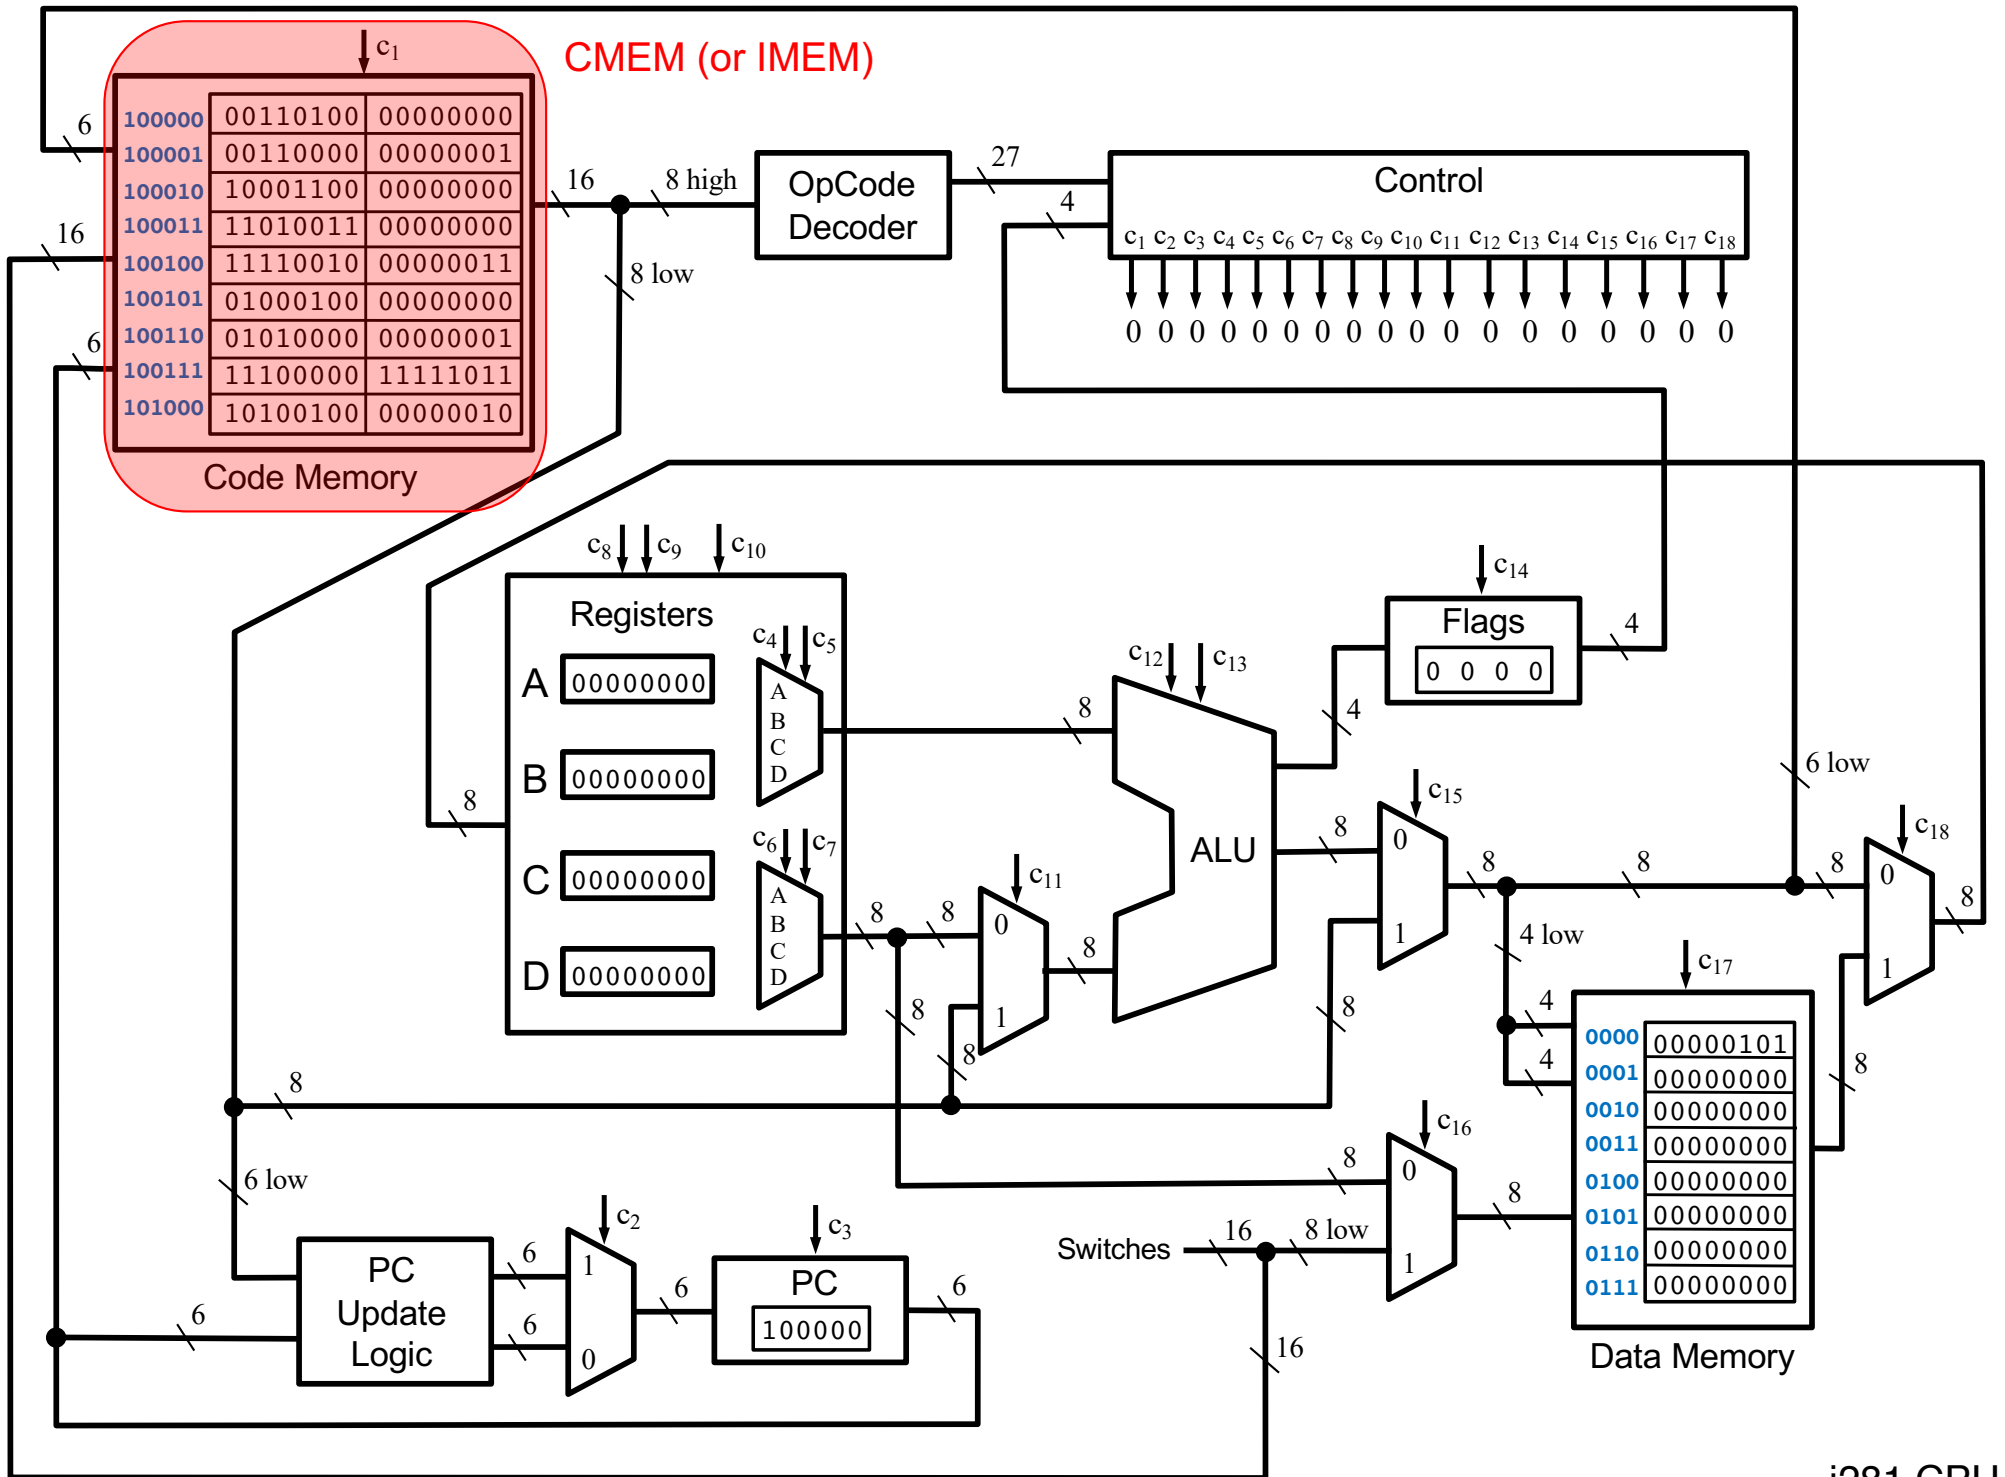 c1
CMEM (or IMEM)
100000 00110100 00000000
100001 00110000 00000001
100010 10001100 00000000
100011 11010011 00000000
100100 11110010 00000011
100101 01000100 00000000
100110 01010000 00000001
100111 11100000 11111011
101000 10100100 00000010
Code Memory
6
16
6
16
8 high
8 low
OpCode
Decoder
27
4
Control
c1 c2 c3 c4 c5 c6 c7 c8 c9 c10 c11 c12 c13 c14 c15 c16 c17 c18
0 0 0 0 0 0 0 0 0 0 0 0 0 0 0 0 0 0
c8 c9 c10
Registers
A 00000000
B 00000000
C 00000000
D 00000000
8
c4 c5
A
B
C
D
c6 c7
A
B
C
D
8
8
8
8
c11
0
1
8
8
8
c12 c13
ALU
4
c14
Flags
0 0 0 0
4
8
c15
0
1
8
8
8
6 low
8
c18
0
1
8
4 low
4
4
c17
0000 00000101
0001 00000000
0010 00000000
0011 00000000
0100 00000000
0101 00000000
0110 00000000
0111 00000000
Data Memory
8
8
6 low
PC
Update
Logic
6
6
6
c2
1
0
6
c3
PC
100000
6
Switches
16
8 low
16
8
c16
0
1
8